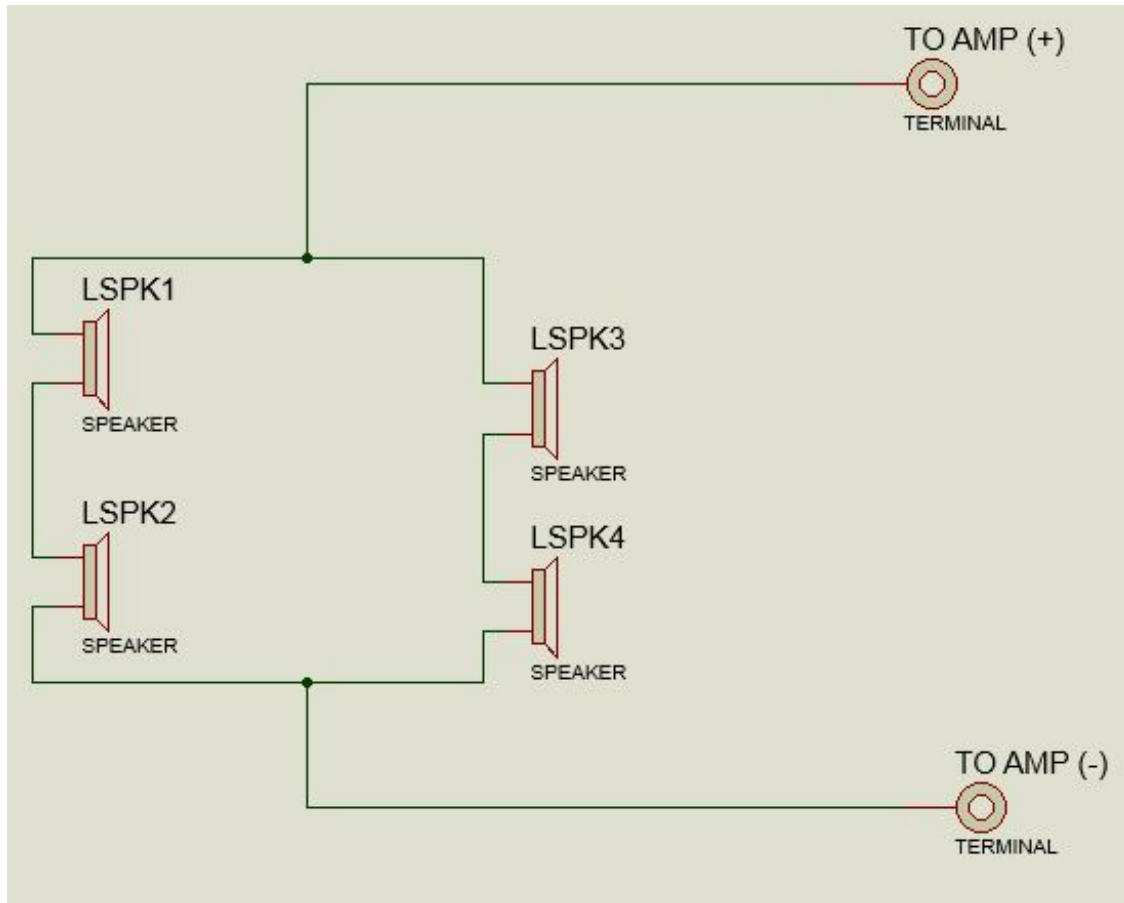 TO AMP (+)
TERMINAL
LSPK1
SPEAKER
LSPK3
SPEAKER
LSPK2
SPEAKER
LSPK4
SPEAKER
TO AMP (-)
TERMINAL